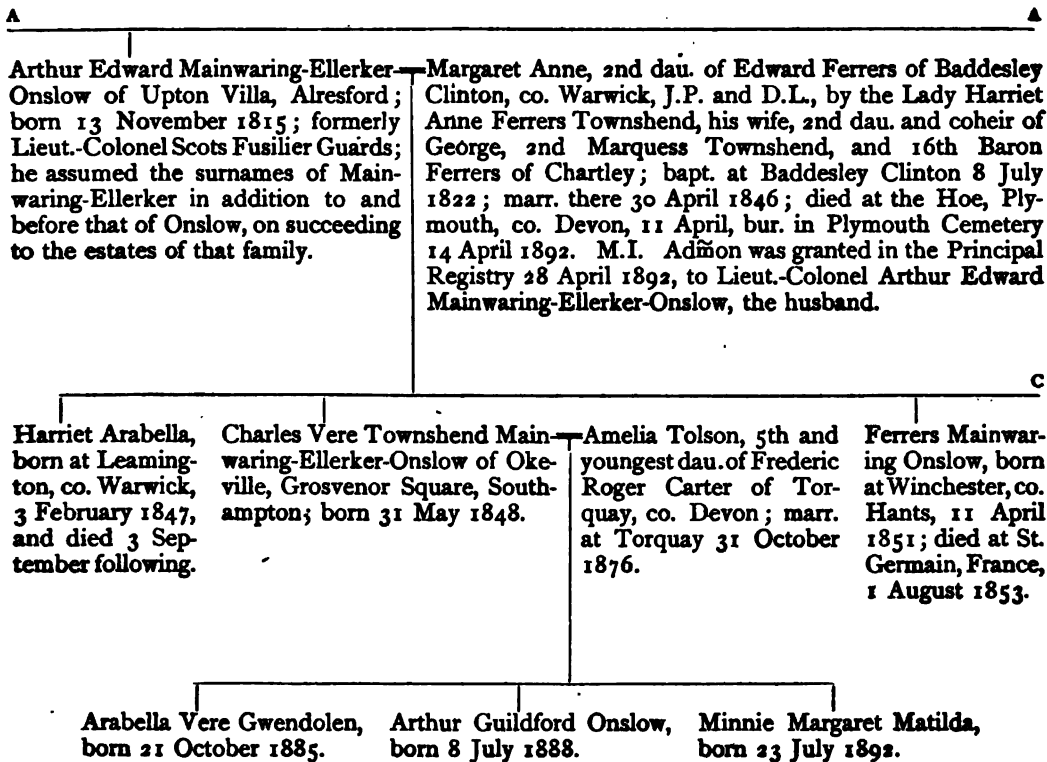 A A
Arthur Edward Mainwaring-Ellerker-
Onslow of Upton Villa, Alresford;
born 13 November 1815; formerly
Lieut.-Colonel Scots Fusilier Guards;
he assumed the surnames of Main-
waring-Ellerker in addition to and
before that of Onslow, on succeeding
to the estates of that family.
Margaret Anne, 2nd dau. of Edward Ferrers of Baddesley
Clinton, co. Warwick, J.P. and D.L., by the Lady Harriet
Anne Ferrers Townshend, his wife, 2nd dau. and coheir of
George, 2nd Marquess Townshend, and 16th Baron
Ferrers of Chartley; bapt. at Baddesley Clinton 8 July
1822; marr. there 30 April 1846; died at the Hoe, Ply-
mouth, co. Devon, 11 April, bur. in Plymouth Cemetery
14 April 1892. M.I. Adm̃on was granted in the Principal
Registry 28 April 1892, to Lieut.-Colonel Arthur Edward
Mainwaring-Ellerker-Onslow, the husband.
C
Harriet Arabella,
born at Leaming-
ton, co. Warwick,
3 February 1847,
and died 3 Sep-
tember following.
Charles Vere Townshend Main-
waring-Ellerker-Onslow of Oke-
ville, Grosvenor Square, South-
ampton; born 31 May 1848.
Amelia Tolson, 5th and
youngest dau. of Frederic
Roger Carter of Tor-
quay, co. Devon; marr.
at Torquay 31 October
1876.
Ferrers Mainwar-
ing Onslow, born
at Winchester, co.
Hants, 11 April
1851; died at St.
Germain, France,
1 August 1853.
Arabella Vere Gwendolen,
born 21 October 1885.
Arthur Guildford Onslow,
born 8 July 1888.
Minnie Margaret Matilda,
born 23 July 1892.